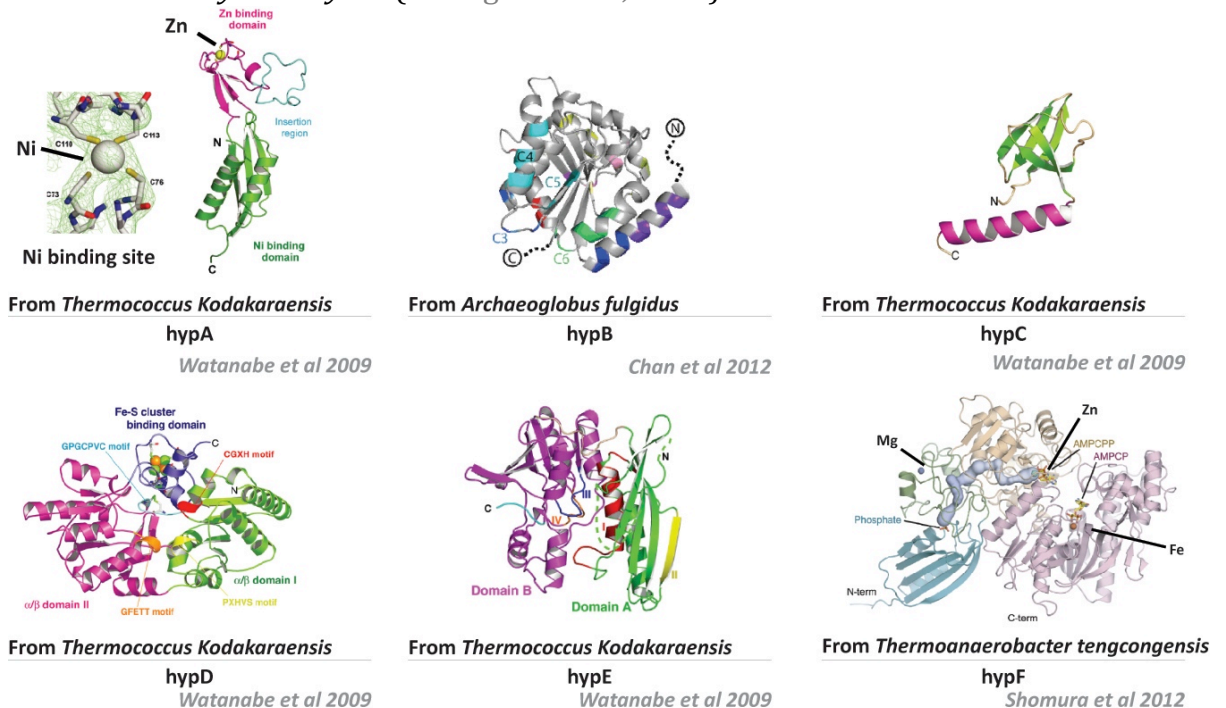 Zn
Zn binding
domain
Insertion
region
N
C110
C113
Ni
C76
Ni binding
domain
C
Ni binding site
From Thermococcus Kodakaraensis
hypA
Watanabe et al 2009
N
C4
C5
C3
C
C6
From Archaeoglobus fulgidus
hypB
Chan et al 2012
N
C
From Thermococcus Kodakaraensis
hypC
Watanabe et al 2009
Fe-S cluster
binding domain
GPGCPVC motif
C
CGXH motif
N
α/β domain I
α/β domain II
GFETT motif
PXHVS motif
From Thermococcus Kodakaraensis
hypD
Watanabe et al 2009
N
III
C
IV
II
Domain B
Domain A
From Thermococcus Kodakaraensis
hypE
Watanabe et al 2009
Zn
Mg
AMPCPP
AMPCP
Phosphate
Fe
N-term
C-term
From Thermoanaerobacter tengcongensis
hypF
Shomura et al 2012